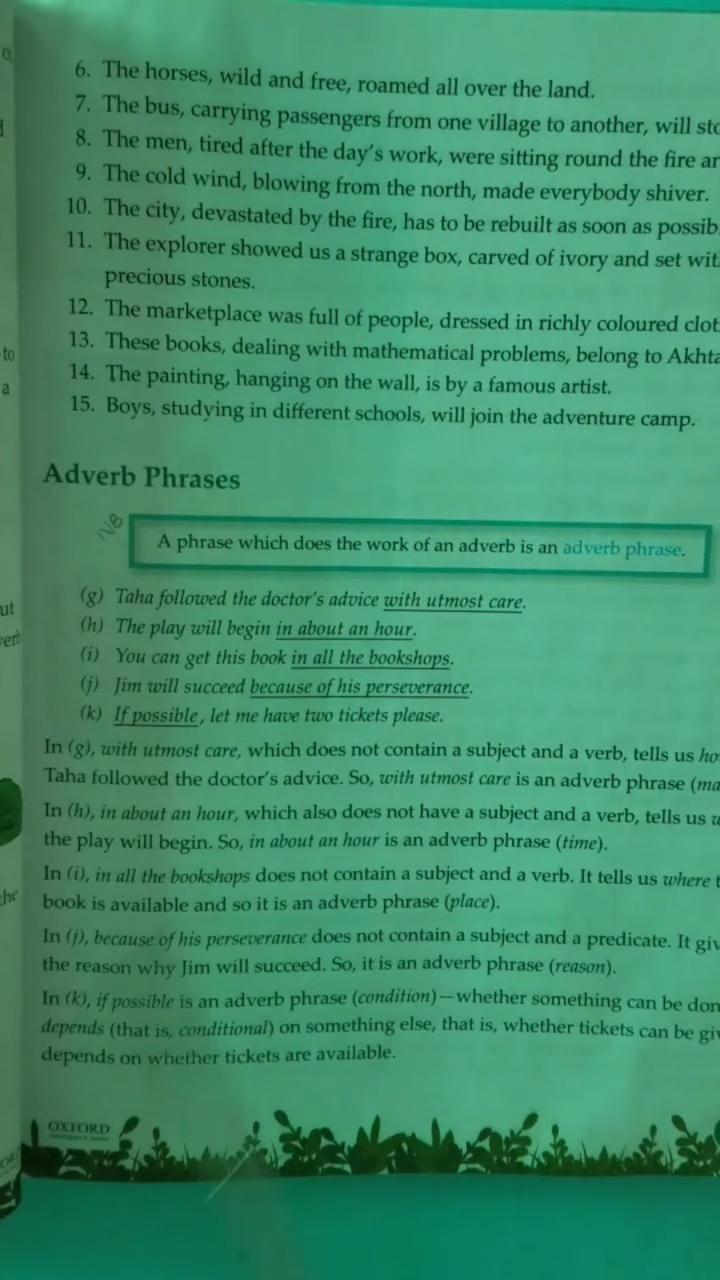 6. The horses, wild and free, roamed all over the land.
7. The bus, carrying passengers from one village to another, will
8. The men, tired after the day's work, were sitting round the fire
9. The cold wind, blowing from the north, made everybody shiver.
10. The city, devastated by the fire, has to be rebuilt as soon as
11. The explorer showed us a strange box, carved of ivory and set
precious stones.
12. The marketplace was full of people, dressed in richly coloured
13. These books, dealing with mathematical problems, belong to
14. The painting, hanging on the wall, is by a famous artist.
15. Boys, studying in different schools, will join the adventure camp.
to
a
Adverb Phrases
NB
A phrase which does the work of an adverb is an adverb phrase.
(g) Taha followed the doctor's advice with utmost care.
(h) The play will begin in about an hour.
(i) You can get this book in all the bookshops.
(j) Jim will succeed because of his perseverance.
(k) If possible, let me have two tickets please.
In (g), with utmost care, which does not contain a subject and a verb, tells us
Taha followed the doctor's advice. So, with utmost care is an adverb phrase
In (h), in about an hour, which also does not have a subject and a verb, tells us
the play will begin. So, in about an hour is an adverb phrase (time).
In (i), in all the bookshops does not contain a subject and a verb. It tells us where
book is available and so it is an adverb phrase (place).
In (j), because of his perseverance does not contain a subject and a predicate. It
the reason why Jim will succeed. So, it is an adverb phrase (reason).
In (k), if possible is an adverb phrase (condition)—whether something can be
depends (that is, conditional) on something else, that is, whether tickets can be
depends on whether tickets are available.
OXFORD
UNIVERSITY PRESS